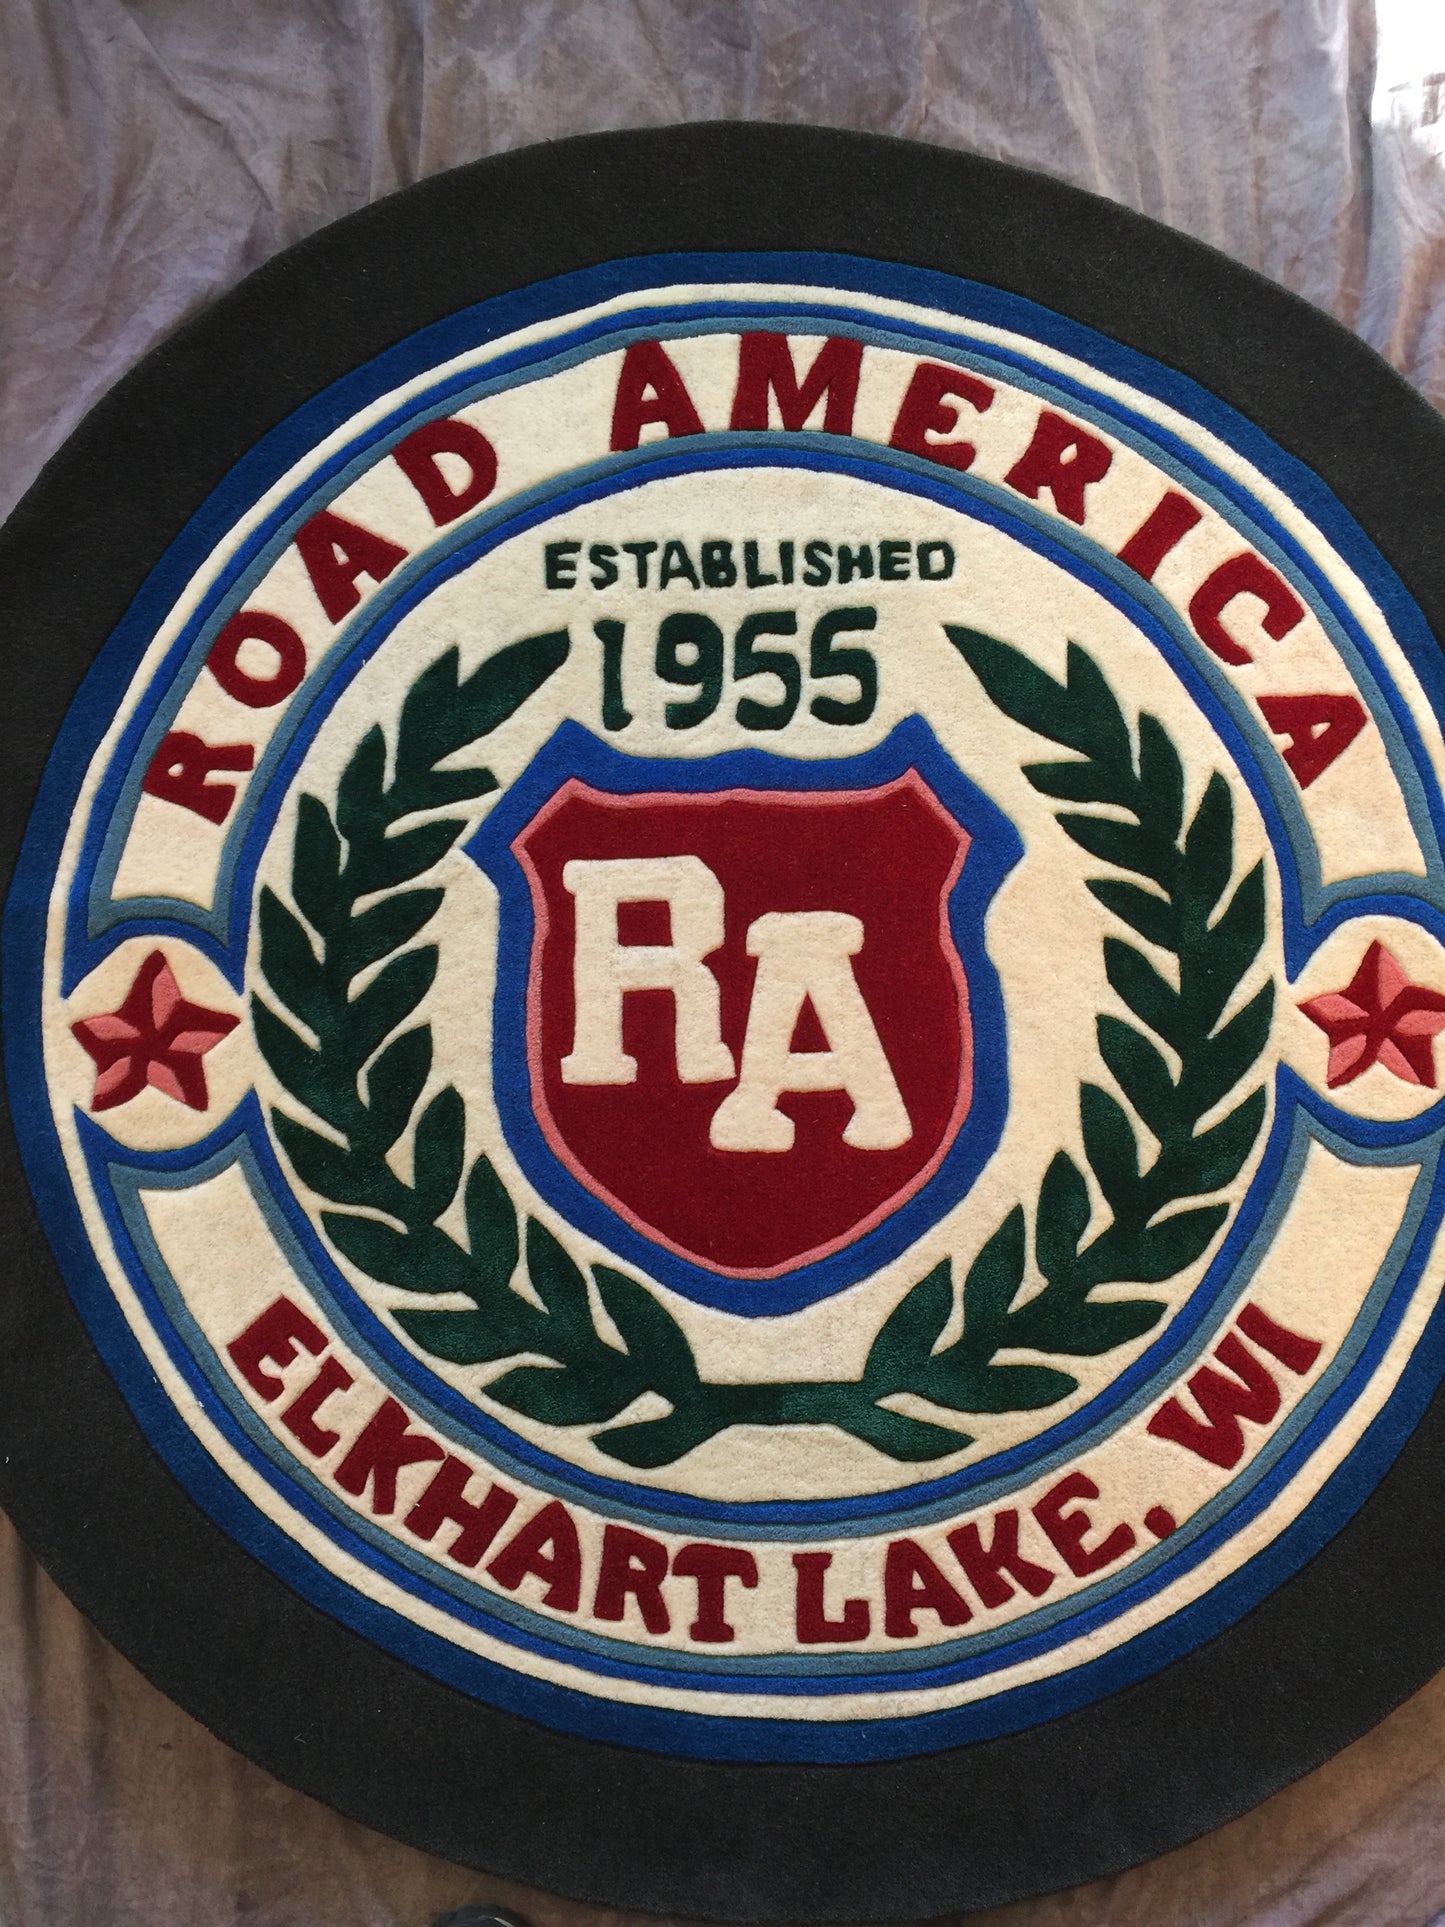 ROAD AMERICA
ESTABLISHED
1955
RA
ELKHART LAKE, WI